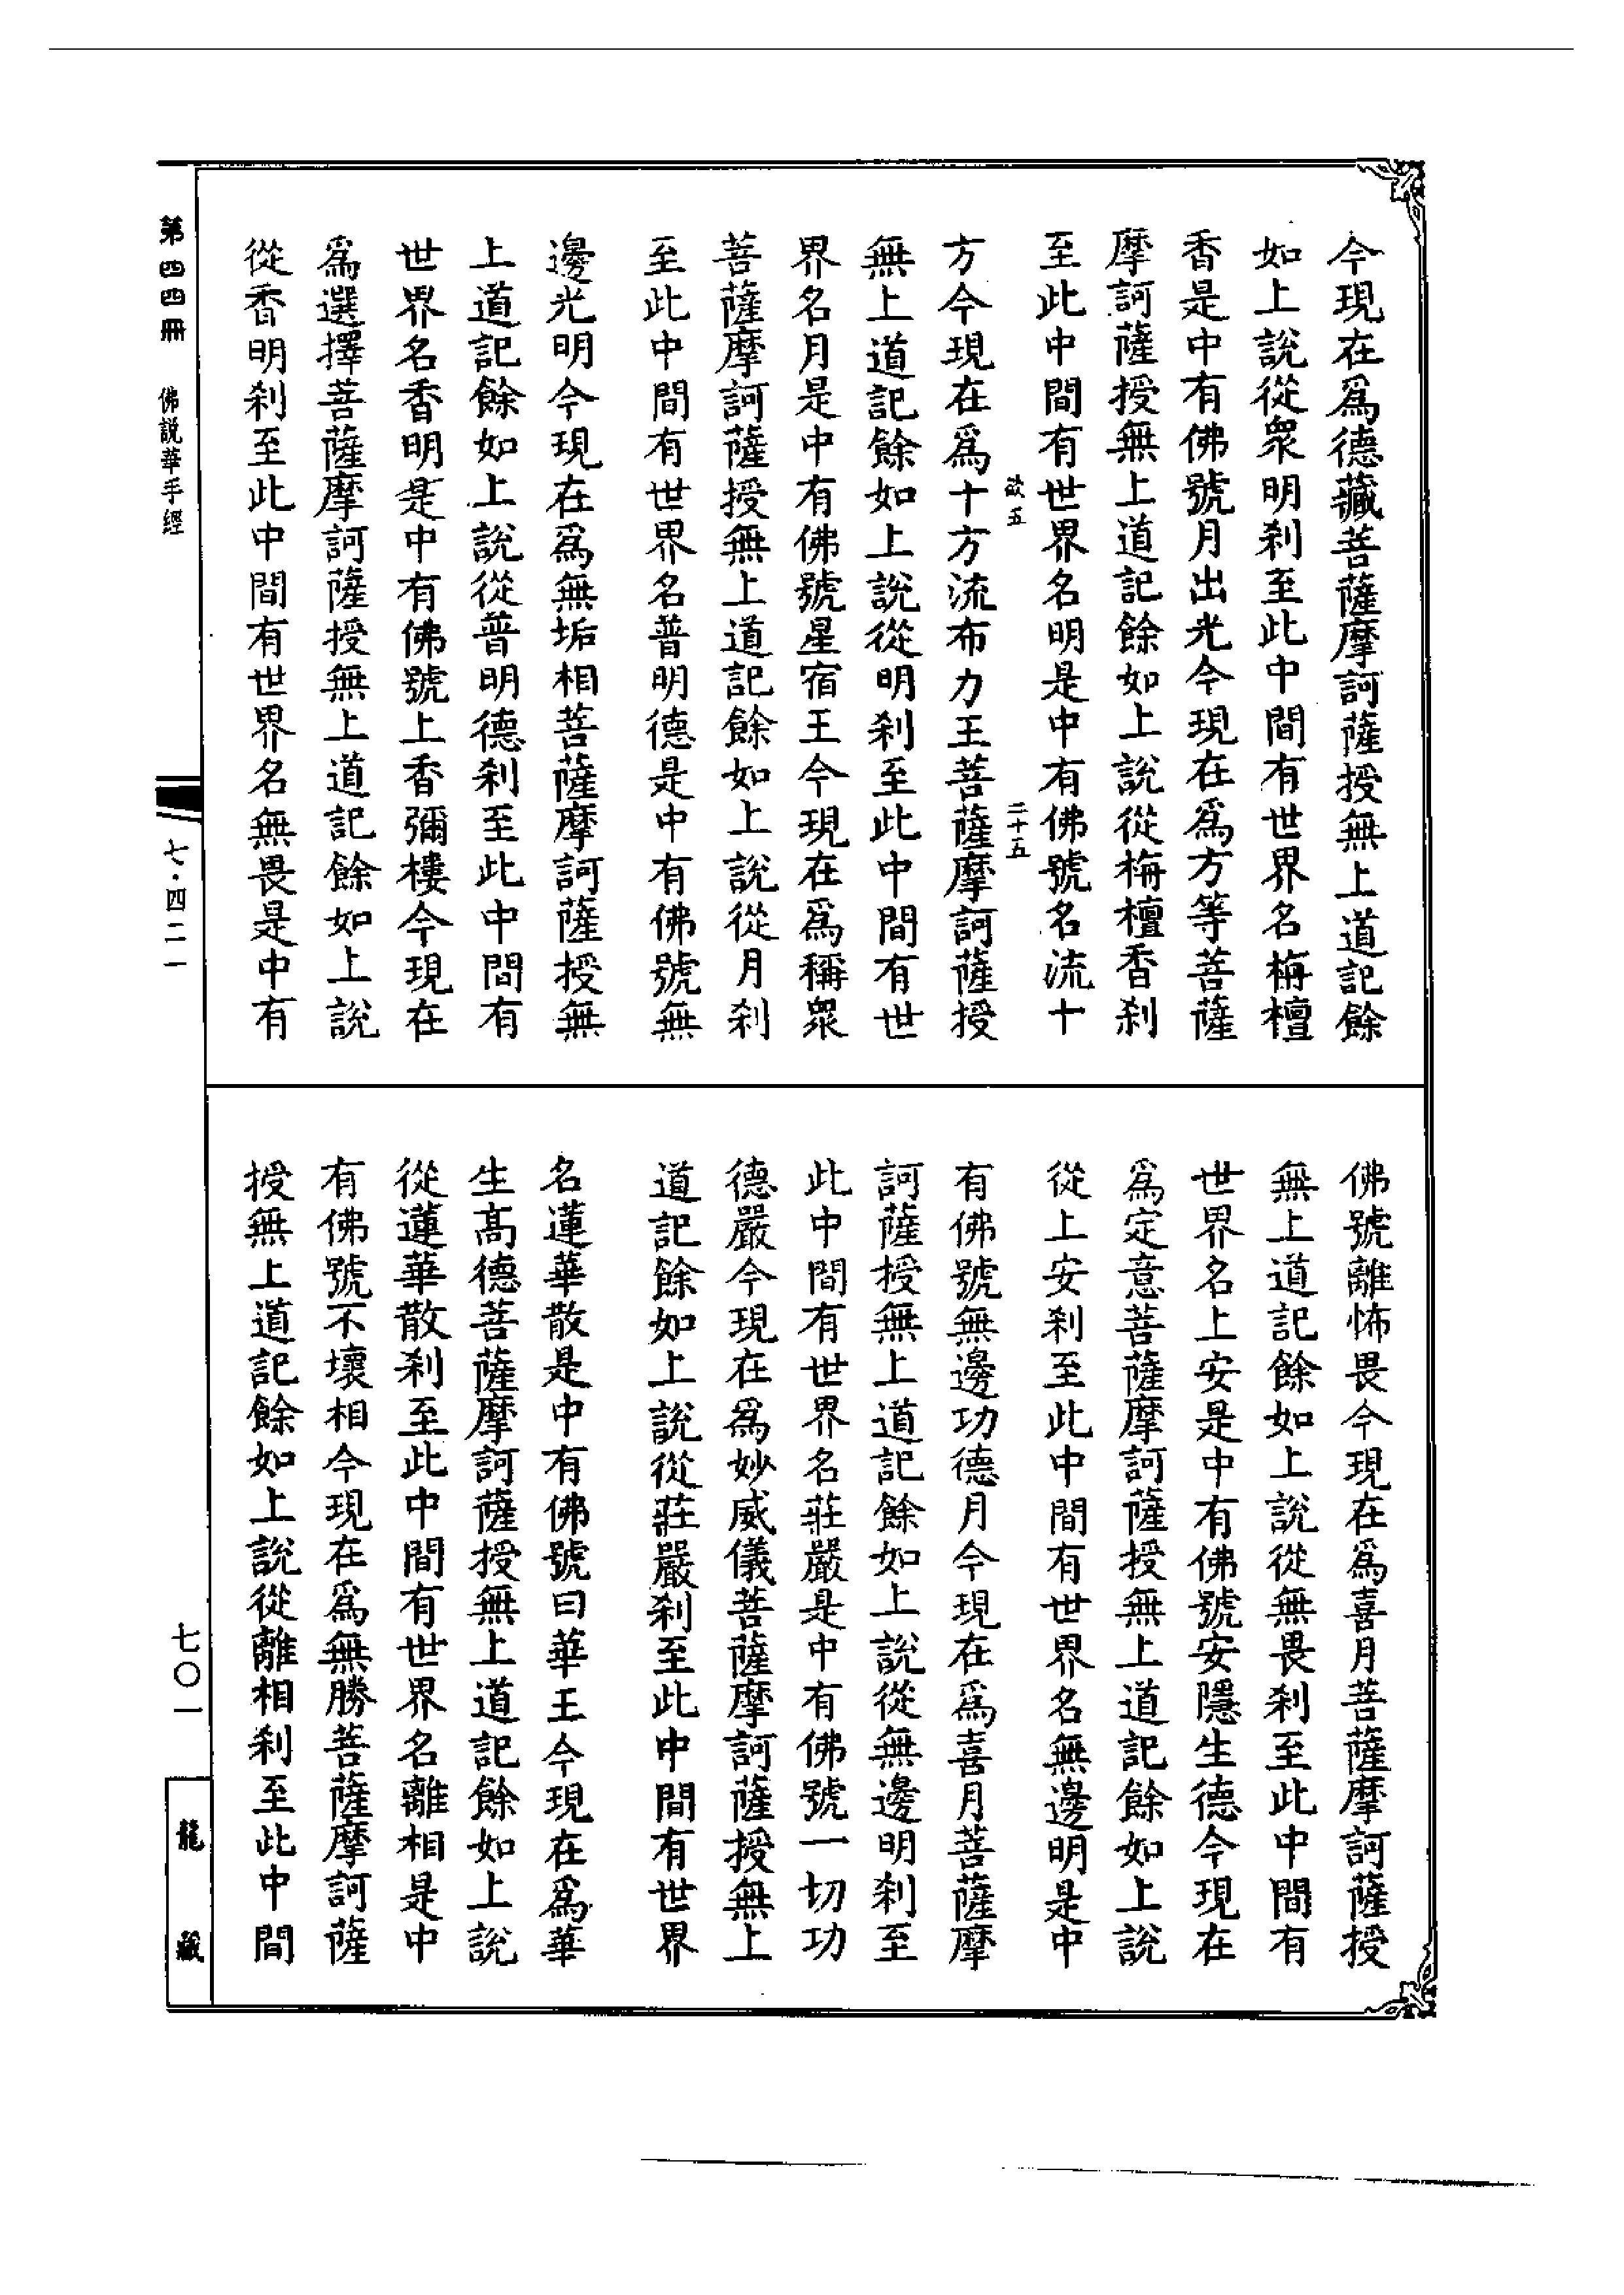 今現在爲德藏菩薩摩訶薩授無上道記餘
如上說從眾明刹至此中間有世界名栴檀
香是中有佛號月出光今現在爲方等菩薩
摩訶薩授無上道記餘如上說從栴檀香刹
至此中間有世界名明是中有佛號名流十
欲五 二十五
方今現在爲十方流布力王菩薩摩訶薩授
無上道記餘如上說從明刹至此中間有世
界名月是中有佛號星宿王今現在爲稱眾
菩薩摩訶薩授無上道記餘如上說從月刹
至此中間有世界名普明德是中有佛號無
邊光明今現在爲無垢相菩薩摩訶薩授無
上道記餘如上說從普明德刹至此中間有
世界名香明是中有佛號上香彌樓今現在
爲選擇菩薩摩訶薩授無上道記餘如上說
從香明刹至此中間有世界名無畏是中有
佛號離怖畏今現在爲喜月菩薩摩訶薩授
無上道記餘如上說從無畏刹至此中間有
世界名上安是中有佛號安隱生德今現在
爲定意菩薩摩訶薩授無上道記餘如上說
從上安刹至此中間有世界名無邊明是中
有佛號無邊功德月今現在爲喜月菩薩摩
訶薩授無上道記餘如上說從無邊明刹至
此中間有世界名莊嚴是中有佛號一切功
德嚴今現在爲妙威儀菩薩摩訶薩授無上
道記餘如上說從莊嚴刹至此中間有世界
名蓮華散是中有佛號曰華王今現在爲華
生高德菩薩摩訶薩授無上道記餘如上說
從蓮華散刹至此中間有世界名離相是中
有佛號不壞相今現在爲無勝菩薩摩訶薩
授無上道記餘如上說從離相刹至此中間
第四四冊 佛説華手經
七·四二一
七〇一
龍藏